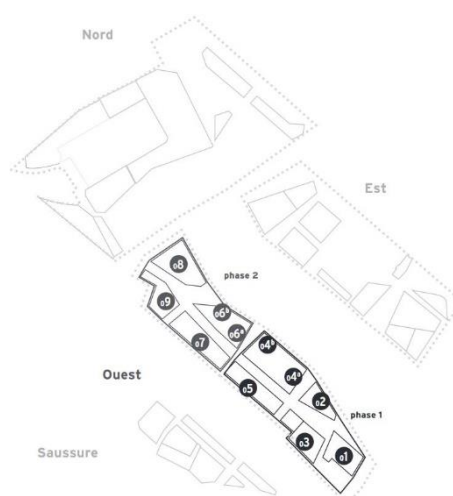 Nord
Est
o8
phase 2
o9
o6b
o6a
o7
o4b
Ouest
o4a
o5
o2
phase 1
o3
o1
Saussure